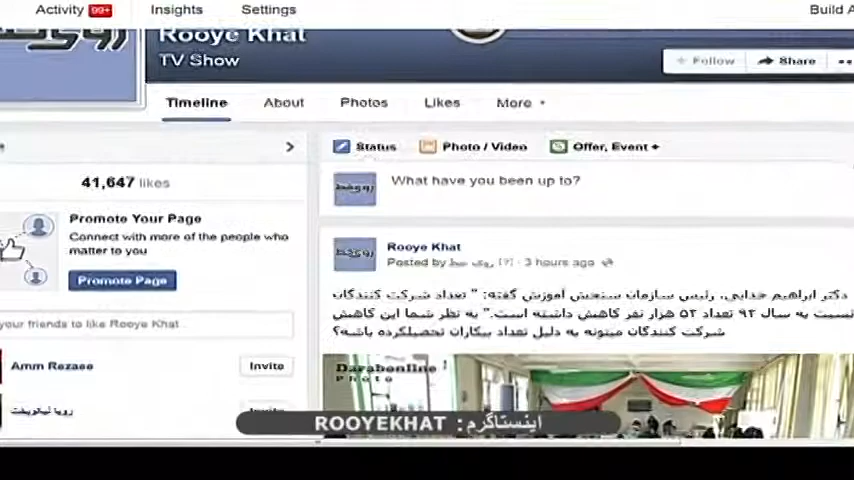 Activity 99+ Insights Settings Build A
Rooye Khat
TV Show
Follow Share
Timeline About Photos Likes More
Status Photo / Video Offer, Event +
41,647 likes
What have you been up to?
Promote Your Page
Connect with more of the people who
matter to you
Promote Page
Rooye Khat
Posted by روی خط [?] · 3 hours ago
دکتر ابراهیم خدایی، رئیس سازمان سنجش آموزش گفته: " تعداد شرکت کنندگان
نسبت به سال ۹۴ تعداد ۵۲ هزار نفر کاهش داشته است." به نظر شما این کاهش
شرکت کنندگان میتونه به دلیل تعداد بیکاران تحصیلکرده باشه؟
your friends to like Rooye Khat
Amm Rezaee Invite
Darabonline
Photo
رویا
اینستاگرم: ROOYEKHAT